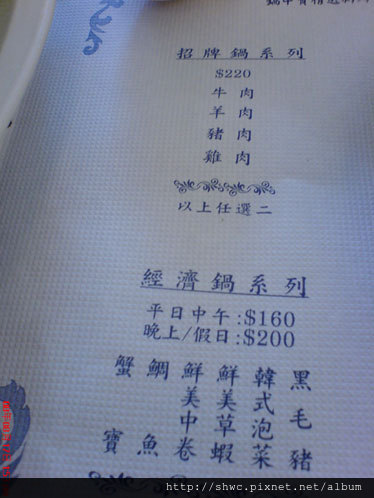 招牌鍋系列
$220
牛肉
羊肉
豬肉
雞肉
以上任選二
經濟鍋系列
平日中午:$160
晚上/假日:$200
黑毛豬
韓式泡菜
鮮美草蝦
鮮美中卷
鯛魚
蟹寶
http://shwc.pixnet.net/album